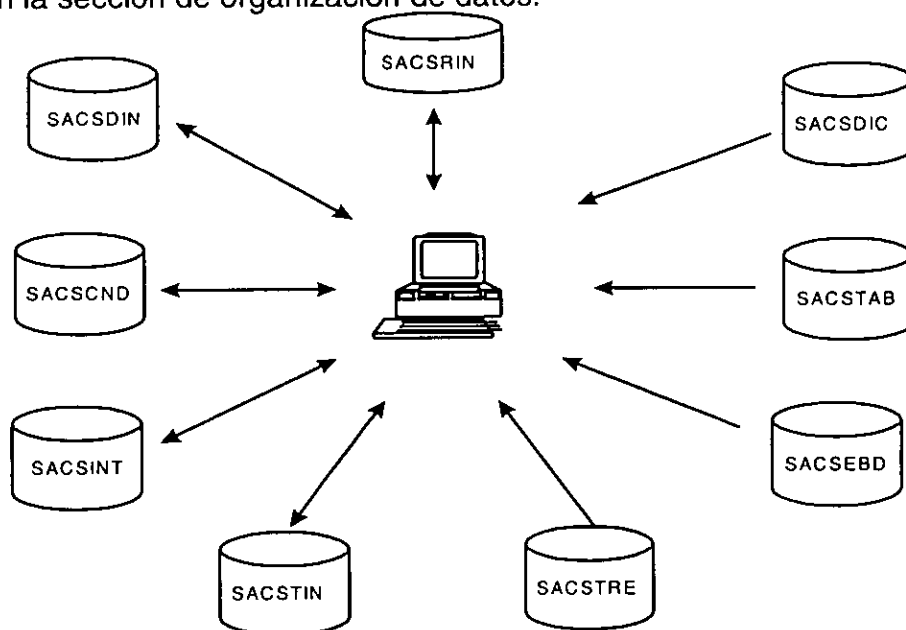 n la sección de organización de datos.
SACSRIN
SACSDIN
SACSDIC
SACSCND
SACSTAB
SACSINT
SACSEBD
SACSTIN
SACSTRE